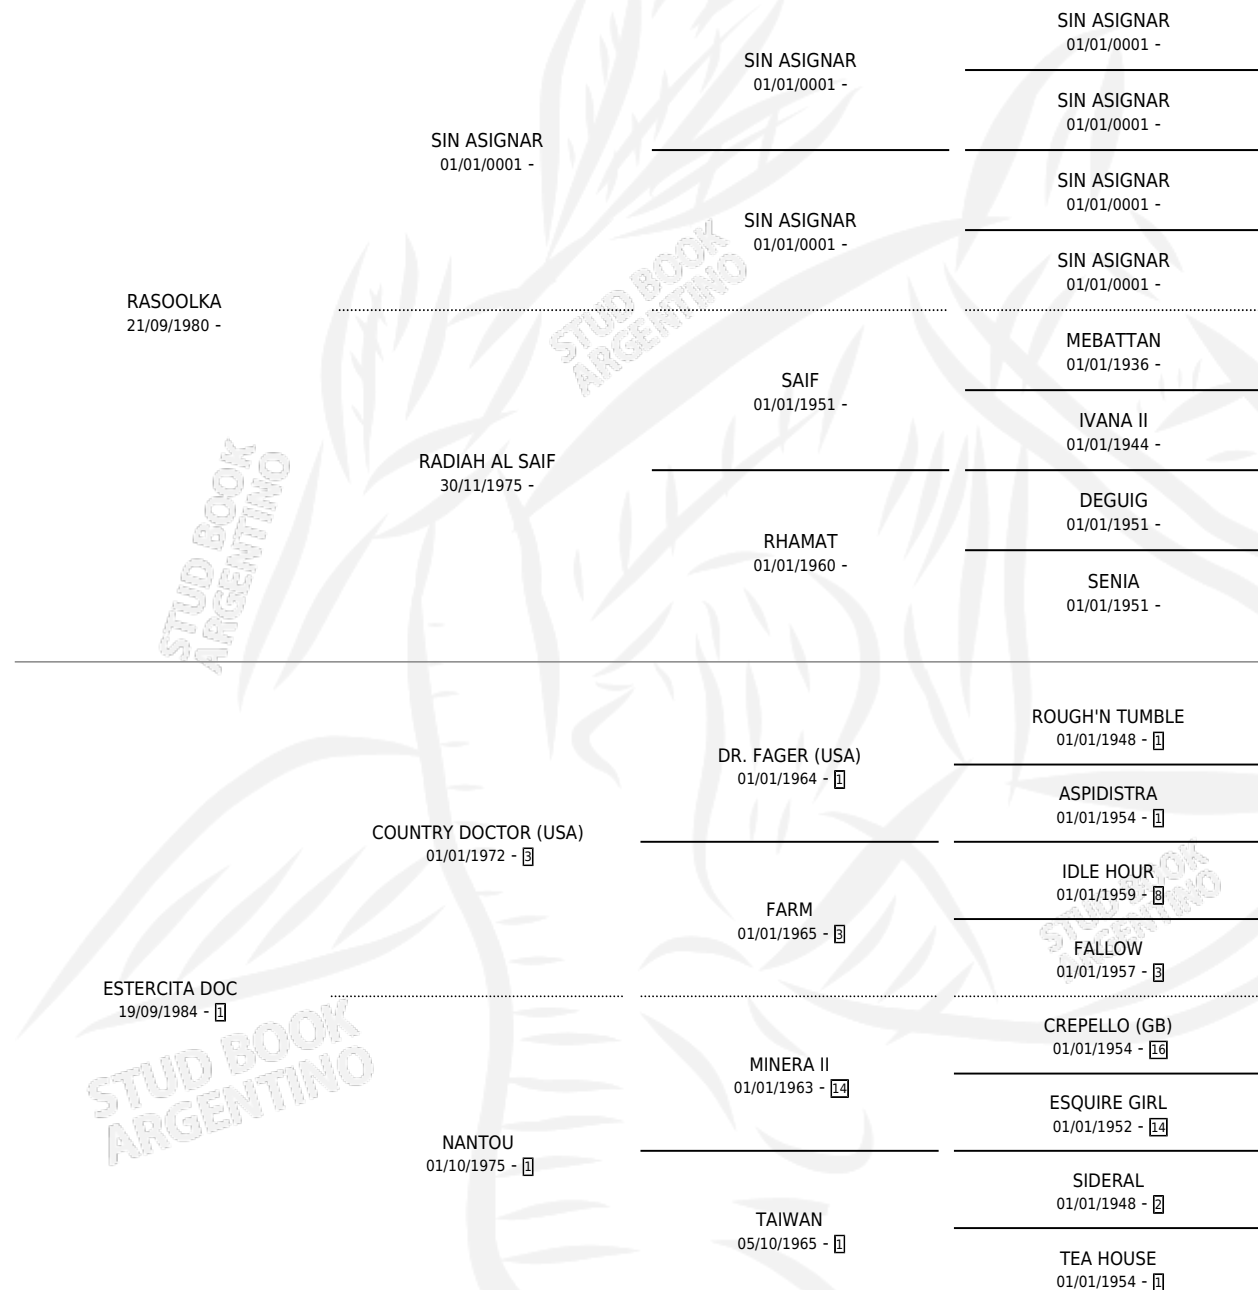 SIN ASIGNAR
01/01/0001 -
SIN ASIGNAR
01/01/0001 -
SIN ASIGNAR
01/01/0001 -
SIN ASIGNAR
01/01/0001 -
SIN ASIGNAR
01/01/0001 -
SIN ASIGNAR
01/01/0001 -
SIN ASIGNAR
01/01/0001 -
STUD BOOK
ARGENTINO
RASOOLKA
21/09/1980 -
MEBATTAN
01/01/1936 -
SAIF
01/01/1951 -
IVANA II
01/01/1944 -
RADIAH AL SAIF
30/11/1975 -
DEGUIG
01/01/1951 -
RHAMAT
01/01/1960 -
SENIA
01/01/1951 -
STUD BOOK
ARGENTINO
ROUGH'N TUMBLE
01/01/1948 - 1
DR. FAGER (USA)
01/01/1964 - 1
ASPIDISTRA
01/01/1954 - 1
COUNTRY DOCTOR (USA)
01/01/1972 - 3
IDLE HOUR
01/01/1959 - 8
FARM
01/01/1965 - 3
STUD BOOK
ARGENTINO
FALLOW
01/01/1957 - 3
ESTERCITA DOC
19/09/1984 - 1
CREPELLO (GB)
01/01/1954 - 16
STUD BOOK
ARGENTINO
MINERA II
01/01/1963 - 14
ESQUIRE GIRL
01/01/1952 - 14
NANTOU
01/10/1975 - 1
SIDERAL
01/01/1948 - 2
TAIWAN
05/10/1965 - 1
TEA HOUSE
01/01/1954 - 1